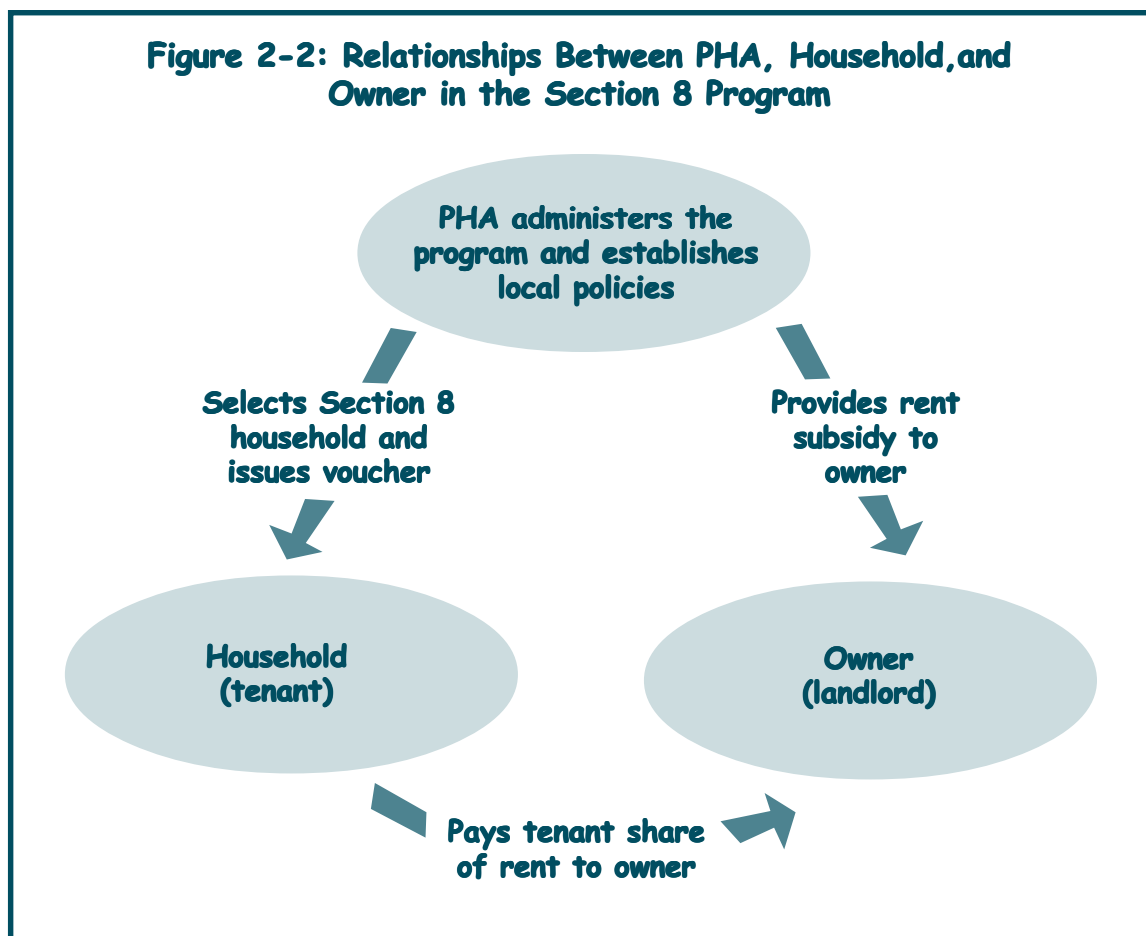 Figure 2-2: Relationships Between PHA, Household,and
Owner in the Section 8 Program
PHA administers the
program and establishes
local policies
Selects Section 8
household and
issues voucher
Provides rent
subsidy to
owner
Household
(tenant)
Owner
(landlord)
Pays tenant share
of rent to owner